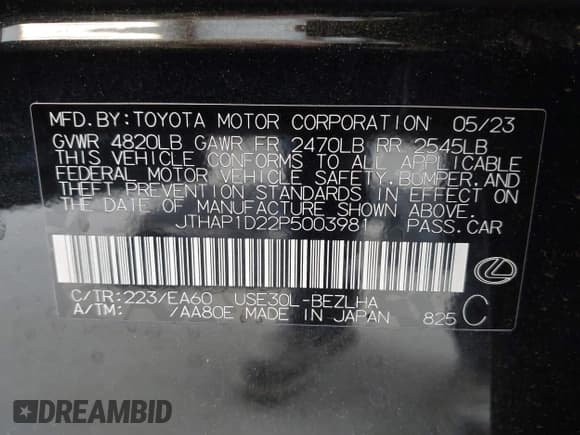 MFD.BY:TOYOTA MOTOR CORPORATION 05/23
GVWR 4820LB GAWR FR 2470LB RR 2545LB
THIS VEHICLE CONFORMS TO ALL APPLICABLE
FEDERAL MOTOR VEHICLE SAFETY, BUMPER, AND
THEFT PREVENTION STANDARDS IN EFFECT ON
THE DATE OF MANUFACTURE SHOWN ABOVE.
JTHAP1D22P5003981 PASS.CAR
C/TR:223/EA60 USE30L-BEZLHA
A/TM: /AA80E MADE IN JAPAN 825 C
DREAMBID